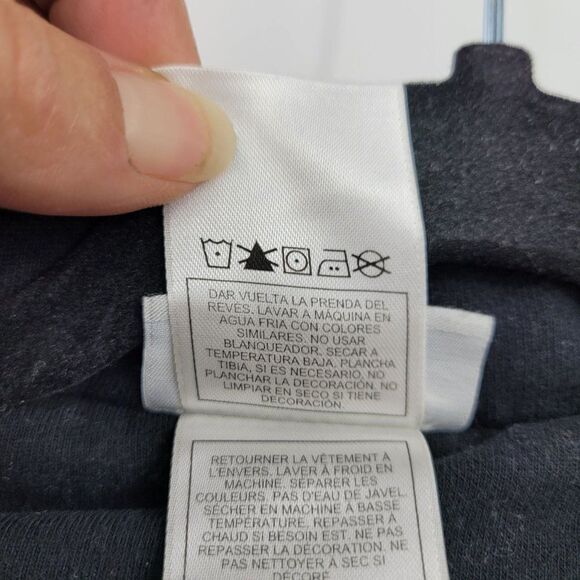 DAR VUELTA LA PRENDA DEL
REVES. LAVAR A MÁQUINA EN
AGUA FRIA CON COLORES
SIMILARES. NO USAR
BLANQUEADOR. SECAR A
TEMPERATURA BAJA. PLANCHA
TIBIA, SI ES NECESARIO. NO
PLANCHAR LA DECORACIÓN. NO
LIMPIAR EN SECO SI TIENE
DECORACIÓN.
RETOURNER LA VÊTEMENT À
L'ENVERS. LAVER À FROID EN
MACHINE. SÉPARER LES
COULEURS. PAS D'EAU DE JAVEL.
SÉCHER EN MACHINE À BASSE
TEMPÉRATURE. REPASSER À
CHAUD SI BESOIN EST. NE PAS
REPASSER LA DÉCORATION. NE
PAS NETTOYER À SEC SI
DÉCORÉ